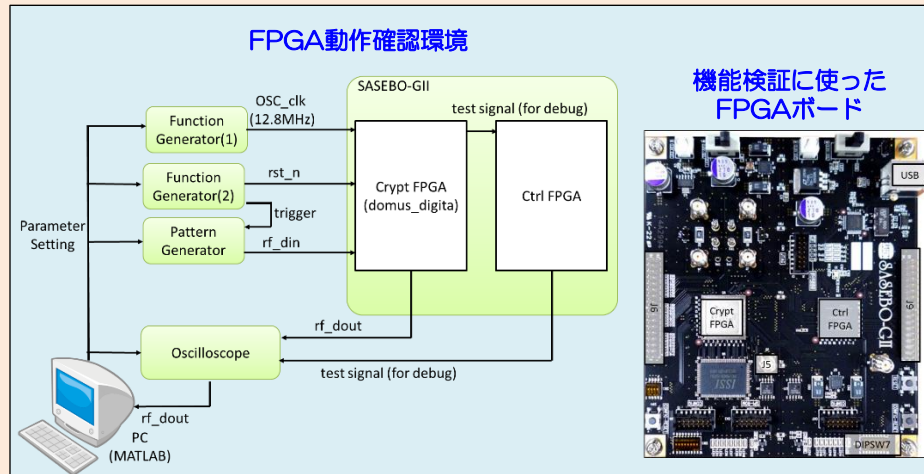 FPGA動作確認環境
機能検証に使った
FPGAボード
SASEBO-GII
OSC_clk
(12.8MHz)
test signal (for debug)
Function
Generator(1)
Function
Generator(2)
rst_n
trigger
Crypt FPGA
(domus_digita)
Ctrl FPGA
Parameter
Setting
Pattern
Generator
rf_din
rf_dout
Oscilloscope
test signal (for debug)
rf_dout
PC
(MATLAB)
USB
K-22
SASEBO-GII
J6
J9
Crypt
FPGA
Ctrl
FPGA
J5
ISSI
DIPSW7